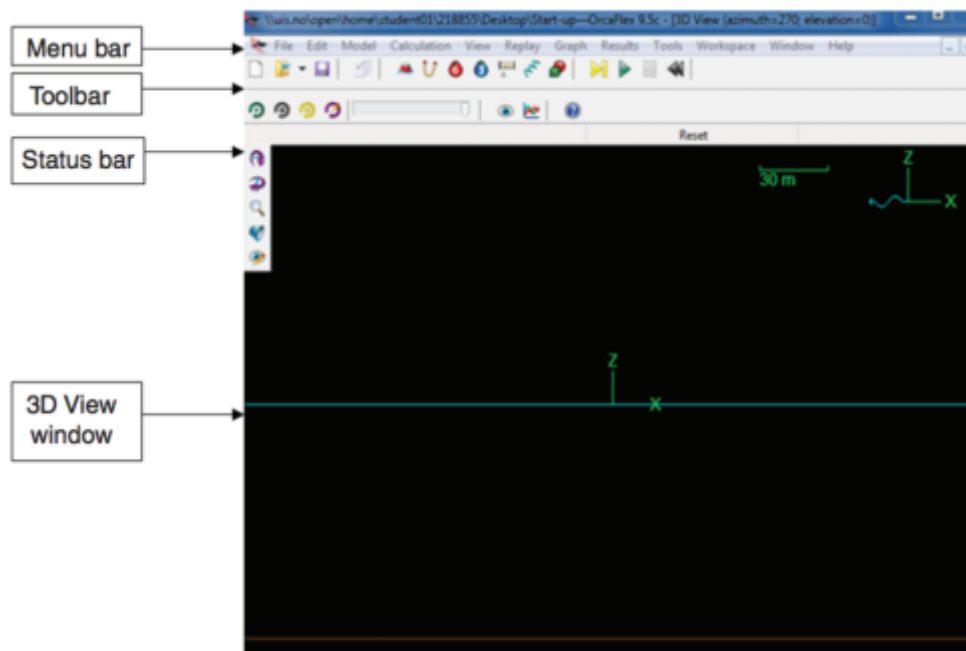 \\uis.no\open\home\student01\218855\Desktop\Start-up—OrcaFlex 9.5c - [3D View (azimuth=270; elevation=0)]
Menu bar
File Edit Model Calculation View Replay Graph Results Tools Workspace Window Help
Toolbar
Reset
Status bar
30 m
Z
X
Z
X
3D View
window